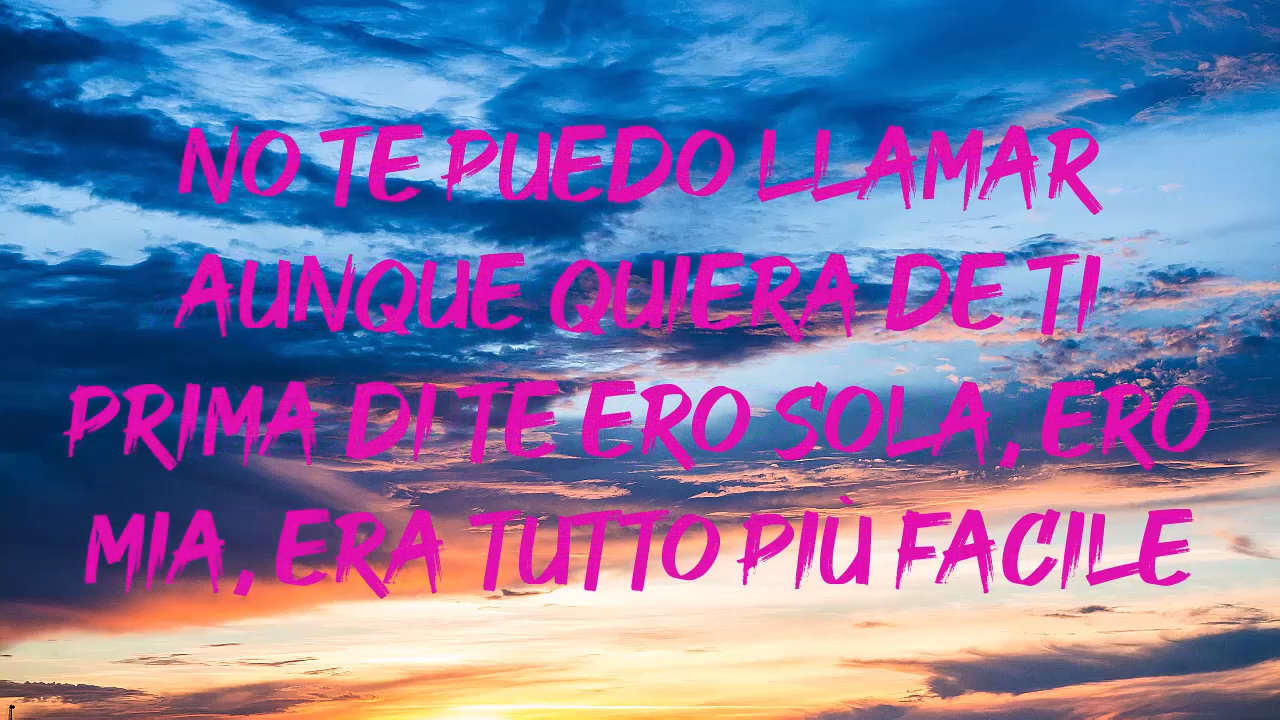 NO TE PUEDO LLAMAR
AUNQUE QUIERA DE TI
PRIMA DI TE ERO SOLA, ERO
MIA, ERA TUTTO PIÙ FACILE